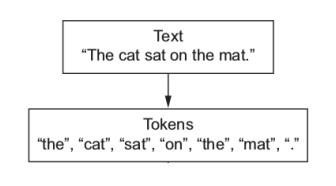 Text
“The cat sat on the mat.”
Tokens
“the”, “cat”, “sat”, “on”, “the”, “mat”, “.”